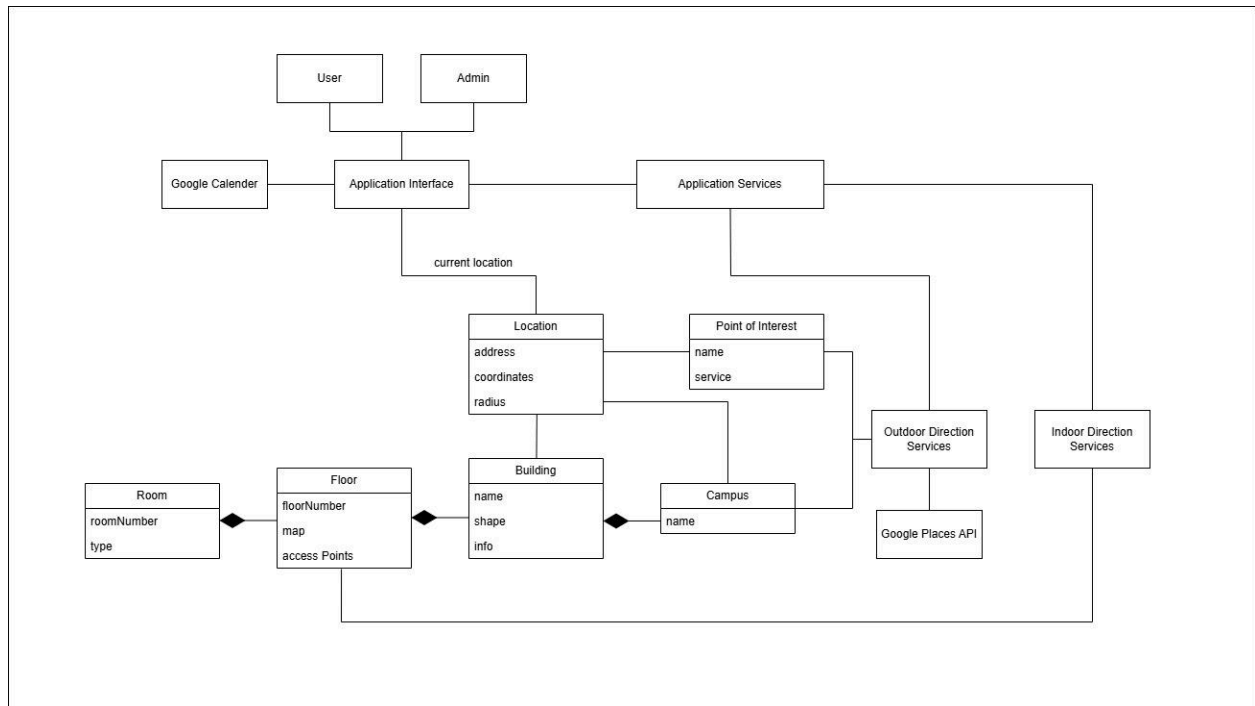 User
Admin
Google Calender
Application Interface
Application Services
current location
Location
address
coordinates
radius
Point of Interest
name
service
Outdoor Direction
Services
Indoor Direction
Services
Room
roomNumber
type
Floor
floorNumber
map
access Points
Building
name
shape
info
Campus
name
Google Places API